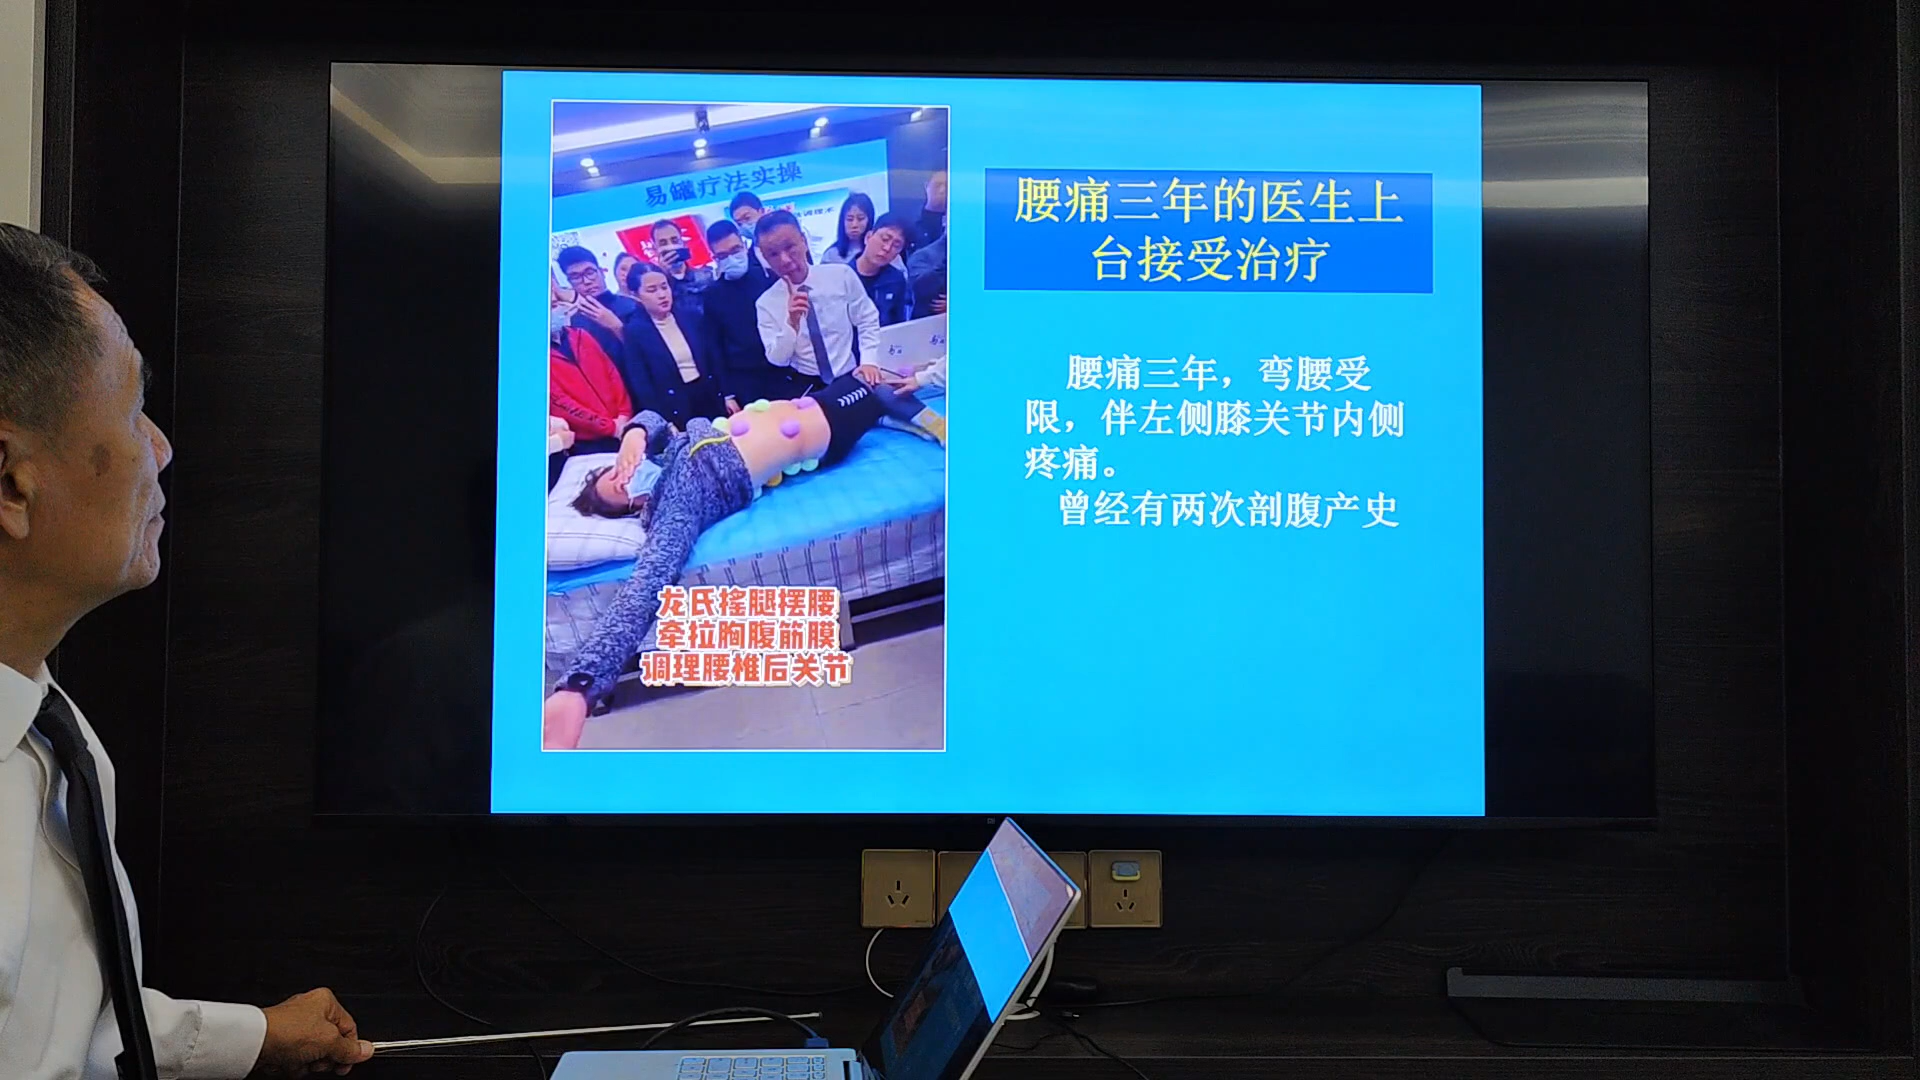 易罐疗法实操
龙氏摇腿摆腰
牵拉胸腹筋膜
调理腰椎后关节
腰痛三年的医生上
台接受治疗
腰痛三年，弯腰受
限，伴左侧膝关节内侧
疼痛。
曾经有两次剖腹产史